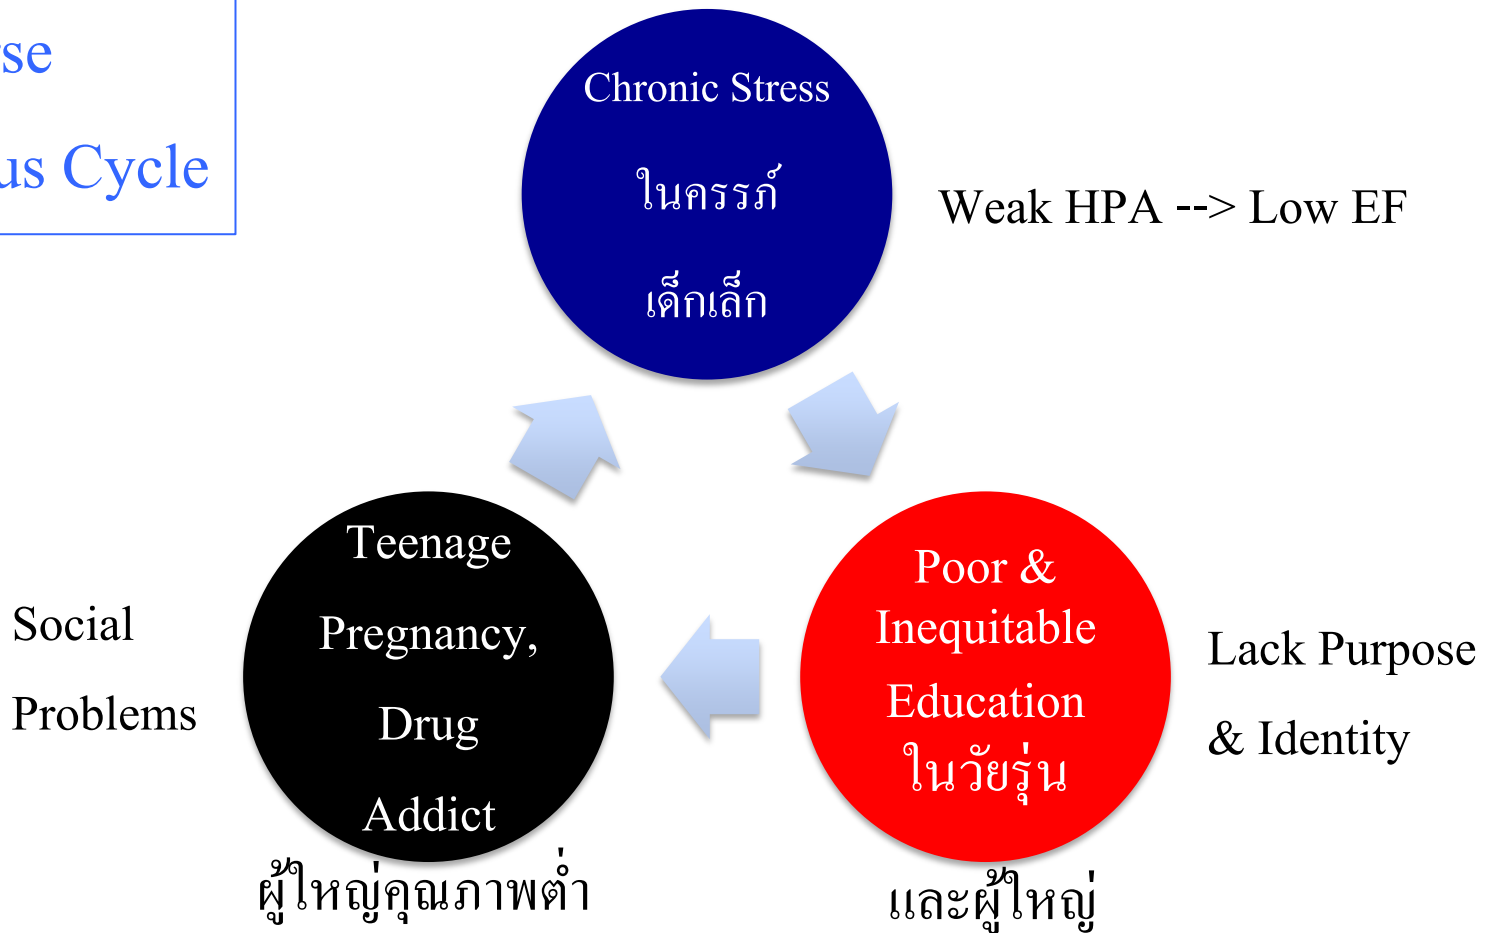 se
us Cycle
Chronic Stress
ในครรภ์
เด็กเล็ก
Weak HPA --> Low EF
Poor &
Inequitable
Education
ในวัยรุ่น
และผู้ใหญ่
Lack Purpose
& Identity
Teenage
Pregnancy,
Drug
Addict
ผู้ใหญ่คุณภาพต่ำ
Social
Problems